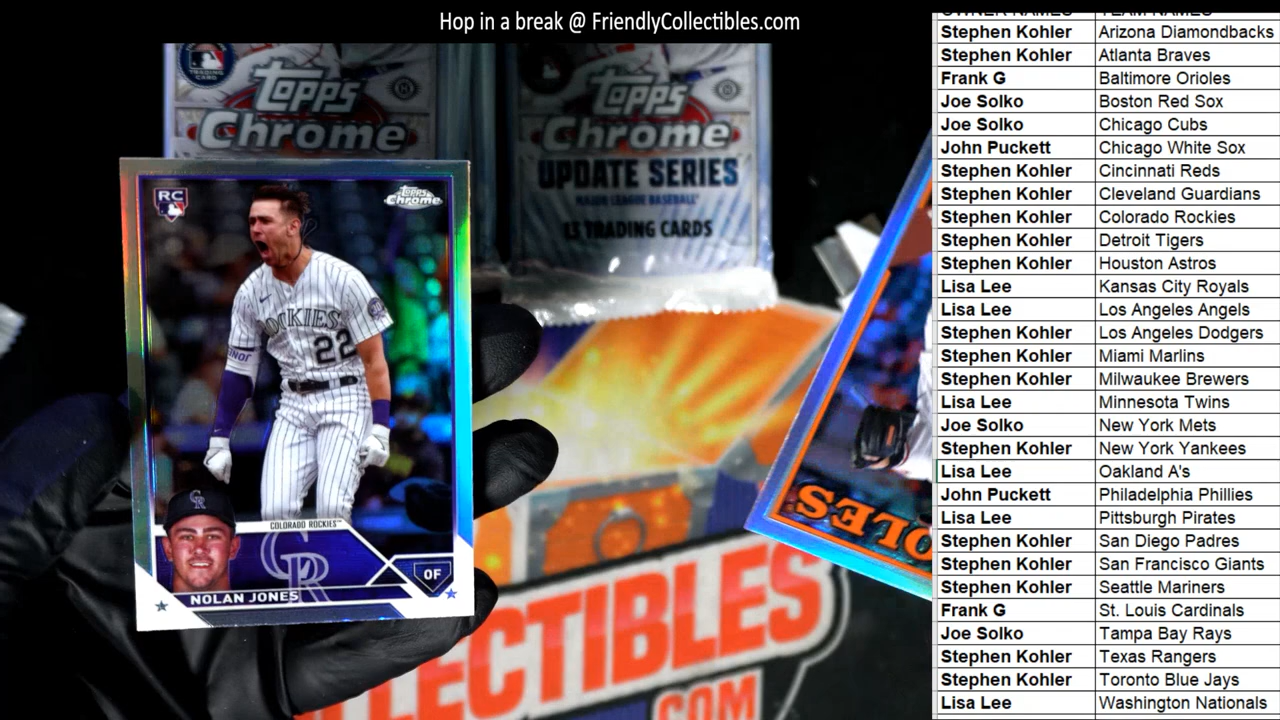 Hop in a break @ FriendlyCollectibles.com
OWNER NAMES TEAM NAMES
Stephen Kohler Arizona Diamondbacks
Stephen Kohler Atlanta Braves
Frank G Baltimore Orioles
Joe Solko Boston Red Sox
Joe Solko Chicago Cubs
John Puckett Chicago White Sox
Stephen Kohler Cincinnati Reds
Stephen Kohler Cleveland Guardians
Stephen Kohler Colorado Rockies
Stephen Kohler Detroit Tigers
Stephen Kohler Houston Astros
Lisa Lee Kansas City Royals
Lisa Lee Los Angeles Angels
Stephen Kohler Los Angeles Dodgers
Stephen Kohler Miami Marlins
Stephen Kohler Milwaukee Brewers
Lisa Lee Minnesota Twins
Joe Solko New York Mets
Stephen Kohler New York Yankees
Lisa Lee Oakland A's
John Puckett Philadelphia Phillies
Lisa Lee Pittsburgh Pirates
Stephen Kohler San Diego Padres
Stephen Kohler San Francisco Giants
Stephen Kohler Seattle Mariners
Frank G St. Louis Cardinals
Joe Solko Tampa Bay Rays
Stephen Kohler Texas Rangers
Stephen Kohler Toronto Blue Jays
Lisa Lee Washington Nationals
Topps
Chrome
Topps
Chrome
UPDATE SERIES
MAJOR LEAGUE BASEBALL
13 TRADING CARDS
RC
Topps
Chrome
ROCKIES
22
COLORADO ROCKIES™
CR
OF
NOLAN JONES
OLES
LECTIBLES
.COM